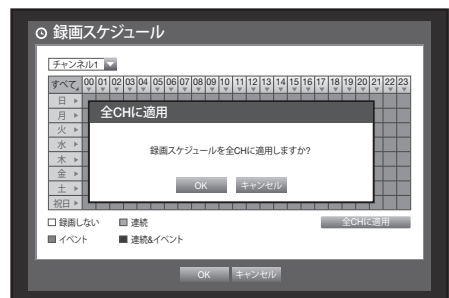 録画スケジュール
チャンネル1
すべて 00 01 02 03 04 05 06 07 08 09 10 11 12 13 14 15 16 17 18 19 20 21 22 23
日
月
全CHに適用
火
水
録画スケジュールを全CHに適用しますか?
木
金
土
OK キャンセル
祝日
録画しない 連続 全CHに適用
イベント 連続&イベント
OK キャンセル